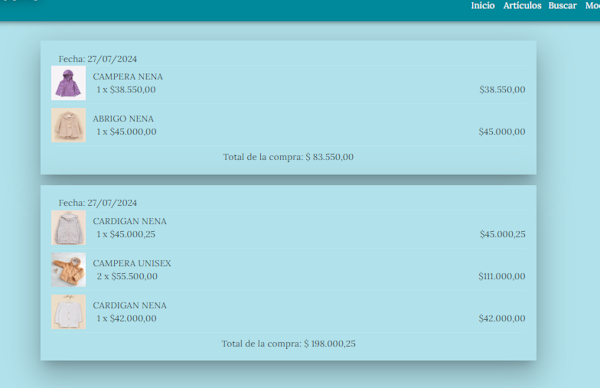 Inicio Artículos Buscar
Fecha: 27/07/2024
CAMPERA NENA
1 x $38.550,00 $38.550,00
ABRIGO NENA
1 x $45.000,00 $45.000,00
Total de la compra: $ 83.550,00
Fecha: 27/07/2024
CARDIGAN NENA
1 x $45.000,25 $45.000,25
CAMPERA UNISEX
2 x $55.500,00 $111.000,00
CARDIGAN NENA
1 x $42.000,00 $42.000,00
Total de la compra: $ 198.000,25